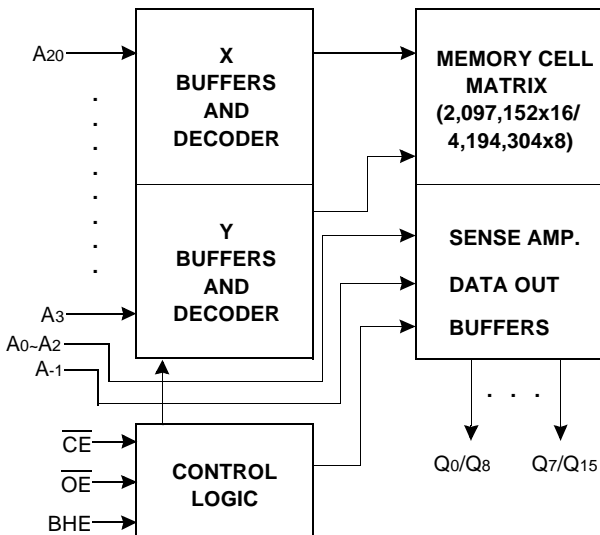 A20
X
BUFFERS
AND
DECODER
MEMORY CELL
MATRIX
(2,097,152x16/
4,194,304x8)
Y
BUFFERS
AND
DECODER
SENSE AMP.
DATA OUT
BUFFERS
A3
A0~A2
A-1
CE
OE
BHE
CONTROL
LOGIC
. . .
Q0/Q8
Q7/Q15